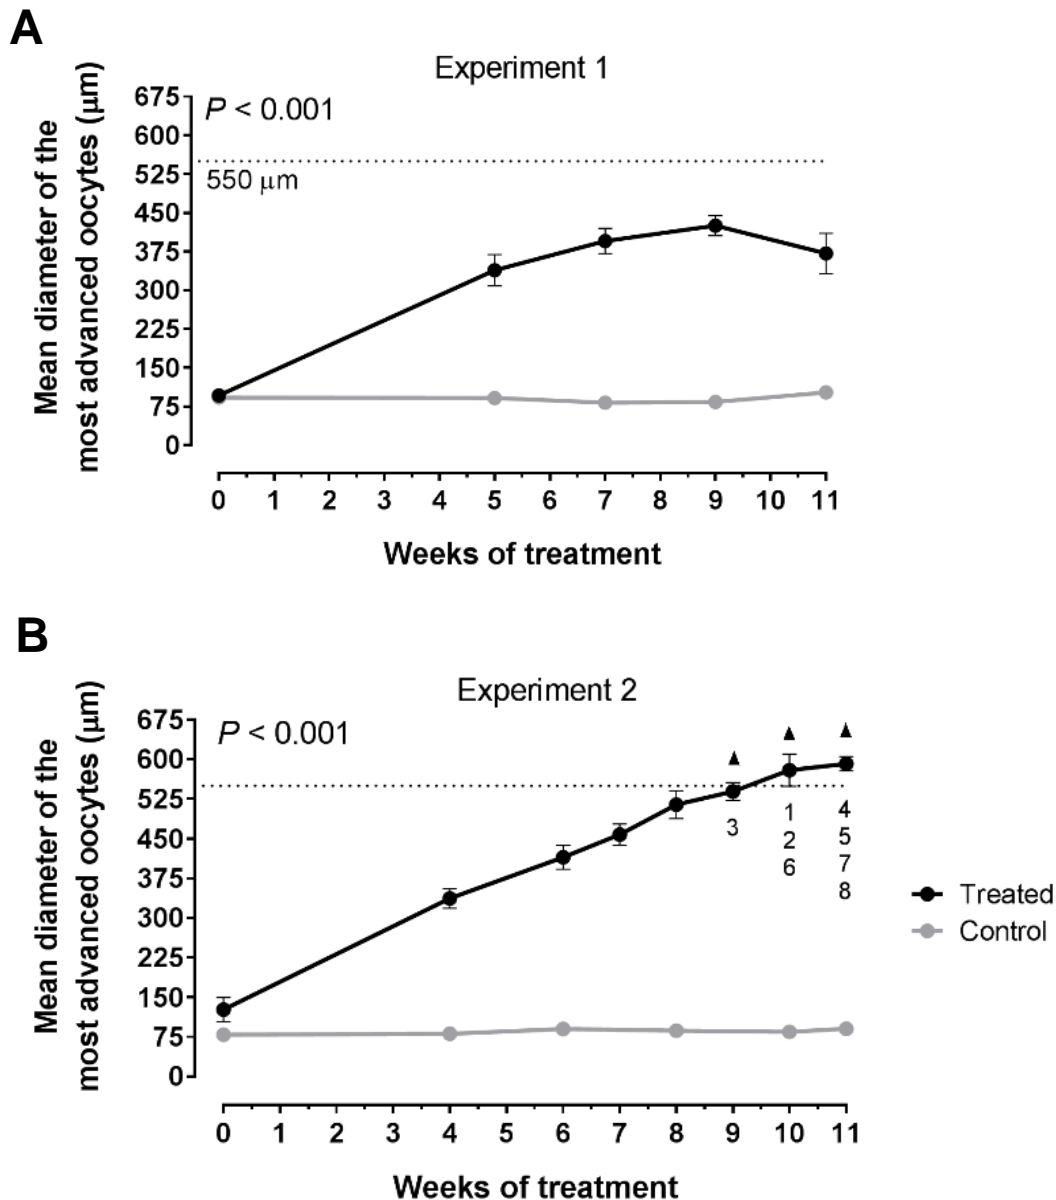 A
Experiment 1
Mean diameter of the
most advanced oocytes (µm)
675
600
525
450
375
300
225
150
75
0
P < 0.001
550 µm
0 1 2 3 4 5 6 7 8 9 10 11
Weeks of treatment
B
Experiment 2
Mean diameter of the
most advanced oocytes (µm)
675
600
525
450
375
300
225
150
75
0
P < 0.001
3
1
2
6
4
5
7
8
Treated
Control
0 1 2 3 4 5 6 7 8 9 10 11
Weeks of treatment